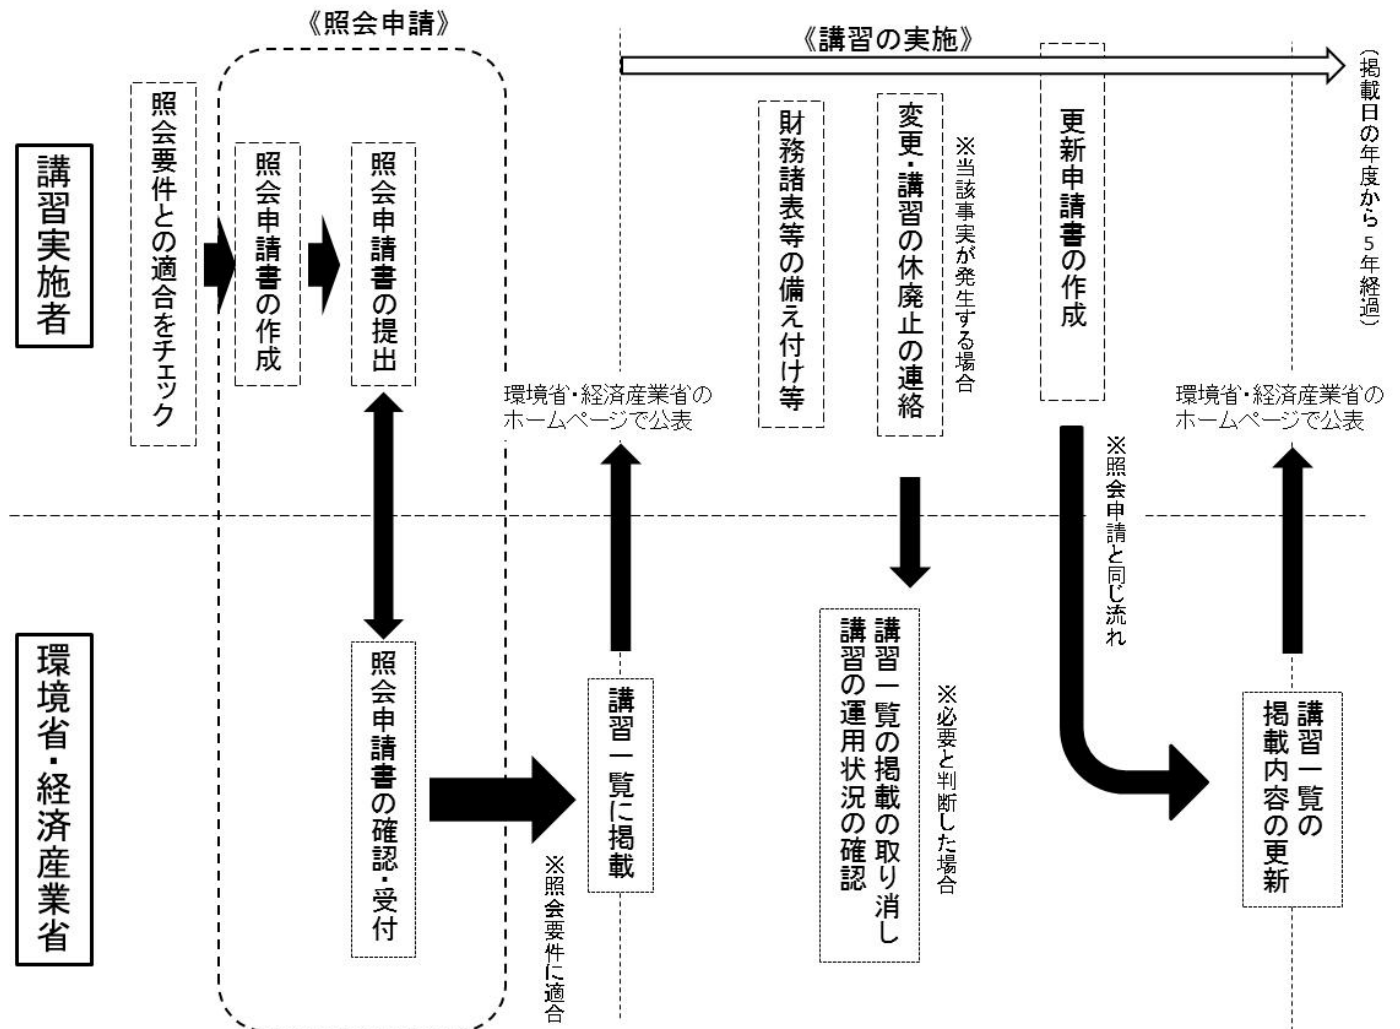 《照会申請》
《講習の実施》
(掲載日の年度から5年経過)
講習実施者
照会要件との適合をチェック
照会申請書の作成
照会申請書の提出
財務諸表等の備え付け等
変更・講習の休廃止の連絡
※当該事実が発生する場合
更新申請書の作成
環境省・経済産業省の
ホームページで公表
環境省・経済産業省の
ホームページで公表
※照会申請と同じ流れ
環境省・経済産業省
照会申請書の確認・受付
※照会要件に適合
講習一覧に掲載
講習一覧の掲載の取り消し
講習の運用状況の確認
※必要と判断した場合
講習一覧の
掲載内容の更新